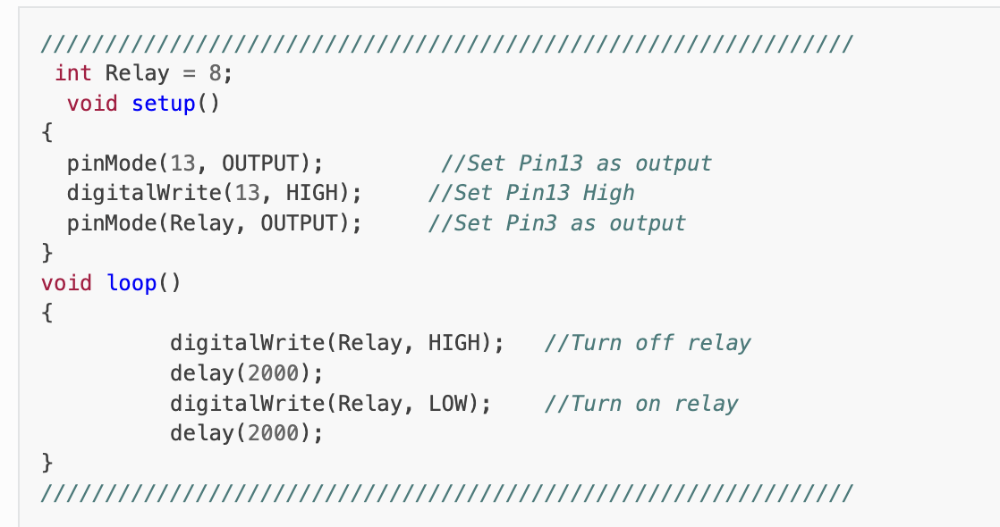 ///////////////////////////////////////////////////////////////
int Relay = 8;
void setup()
{
pinMode(13, OUTPUT);         //Set Pin13 as output
digitalWrite(13, HIGH);     //Set Pin13 High
pinMode(Relay, OUTPUT);     //Set Pin3 as output
}
void loop()
{
digitalWrite(Relay, HIGH);   //Turn off relay
delay(2000);
digitalWrite(Relay, LOW);    //Turn on relay
delay(2000);
}
///////////////////////////////////////////////////////////////